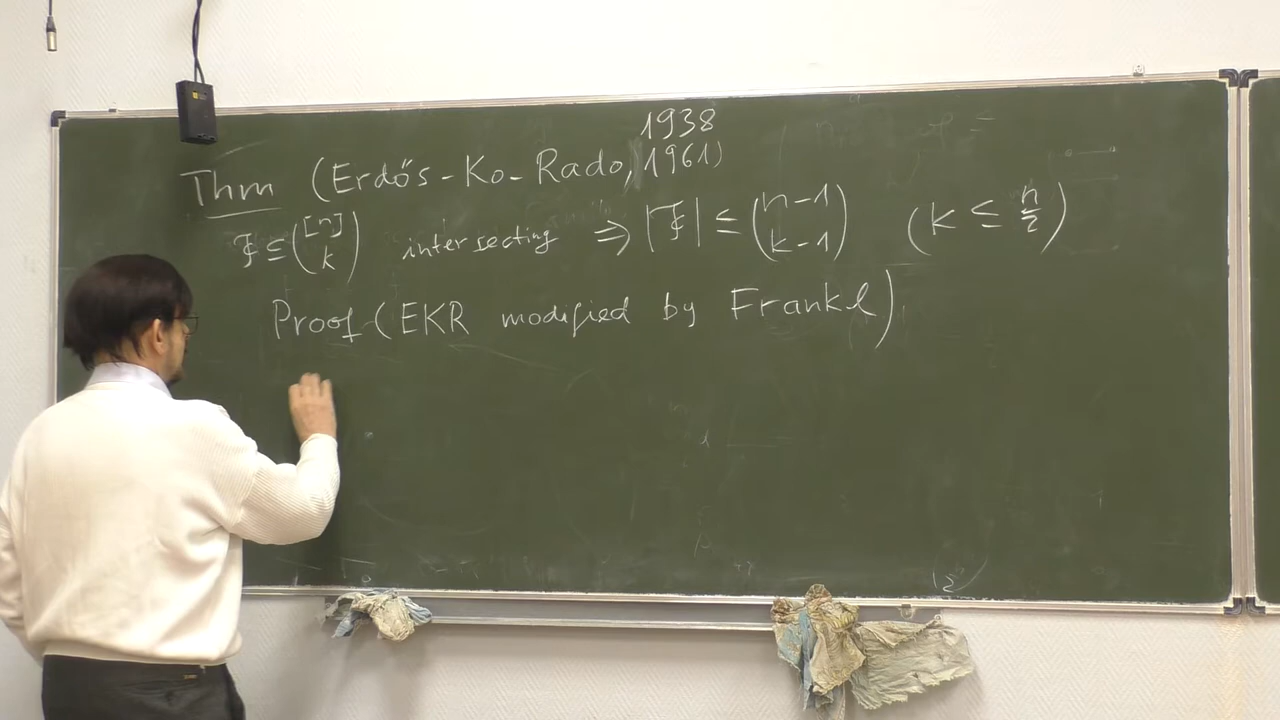 1938
Thm (Erdős-Ko-Rado, 1961)
F ⊆ ([n] k) intersecting ⇒ |F| ≤ (n-1 k-1) (k ≤ n/2)
Proof (EKR modified by Frankl)